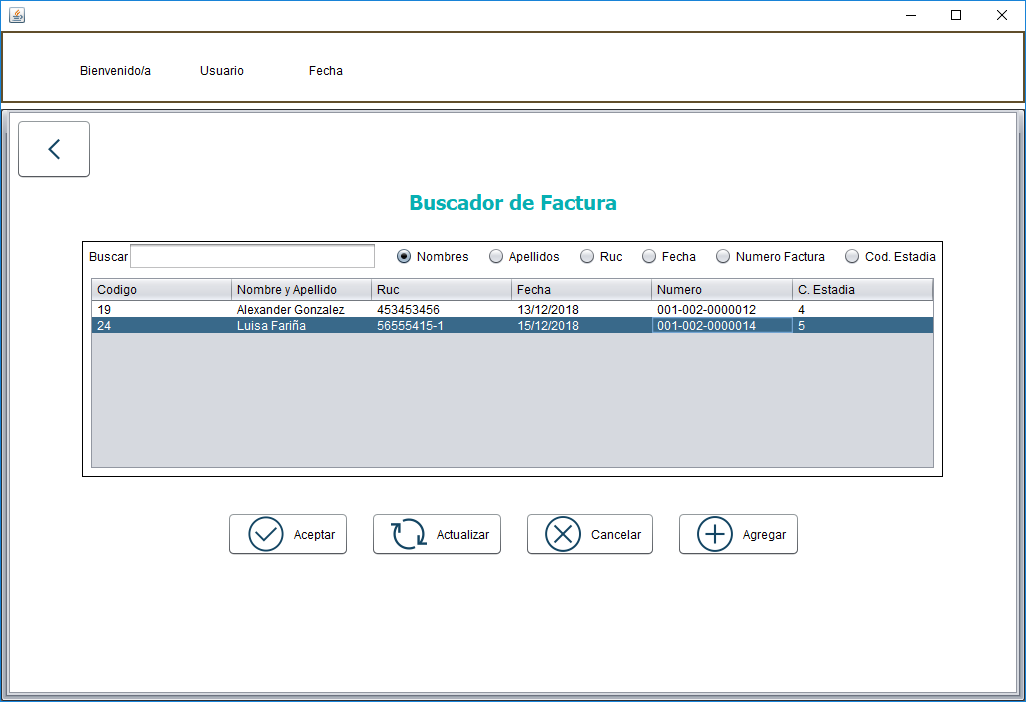 Bienvenido/a Usuario Fecha
Buscador de Factura
Buscar Nombres Apellidos Ruc Fecha Numero Factura Cod. Estadia
Codigo Nombre y Apellido Ruc Fecha Numero C. Estadia
19 Alexander Gonzalez 453453456 13/12/2018 001-002-0000012 4
24 Luisa Fariña 56555415-1 15/12/2018 001-002-0000014 5
Aceptar Actualizar Cancelar Agregar